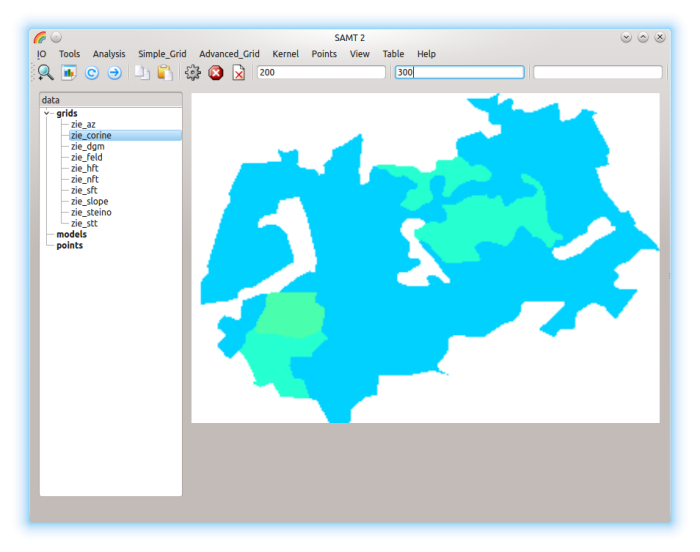 SAMT 2
IO Tools Analysis Simple_Grid Advanced_Grid Kernel Points View Table Help
200 300
data
grids
zie_az
zie_corine
zie_dgm
zie_feld
zie_hft
zie_nft
zie_sft
zie_slope
zie_steino
zie_stt
models
points